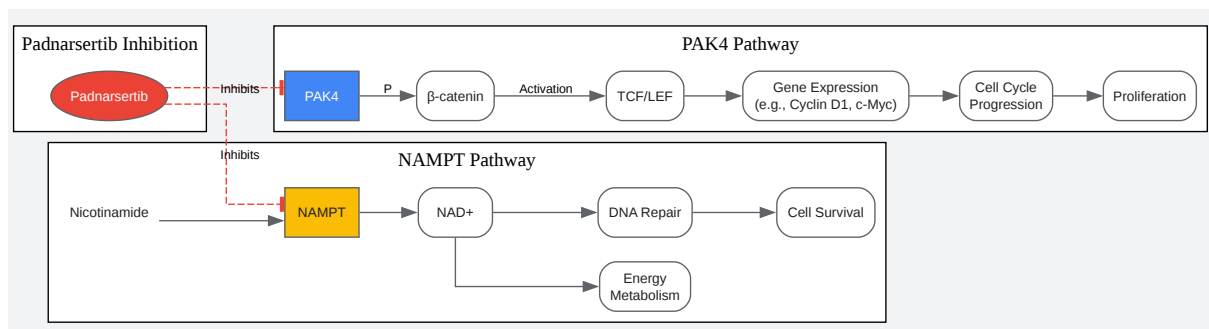 Padnarsertib Inhibition
PAK4 Pathway
Padnarsertib
Inhibits
PAK4
P
β-catenin
Activation
TCF/LEF
Gene Expression
(e.g., Cyclin D1, c-Myc)
Cell Cycle
Progression
Proliferation
Inhibits
NAMPT Pathway
Nicotinamide
NAMPT
NAD+
DNA Repair
Cell Survival
Energy
Metabolism